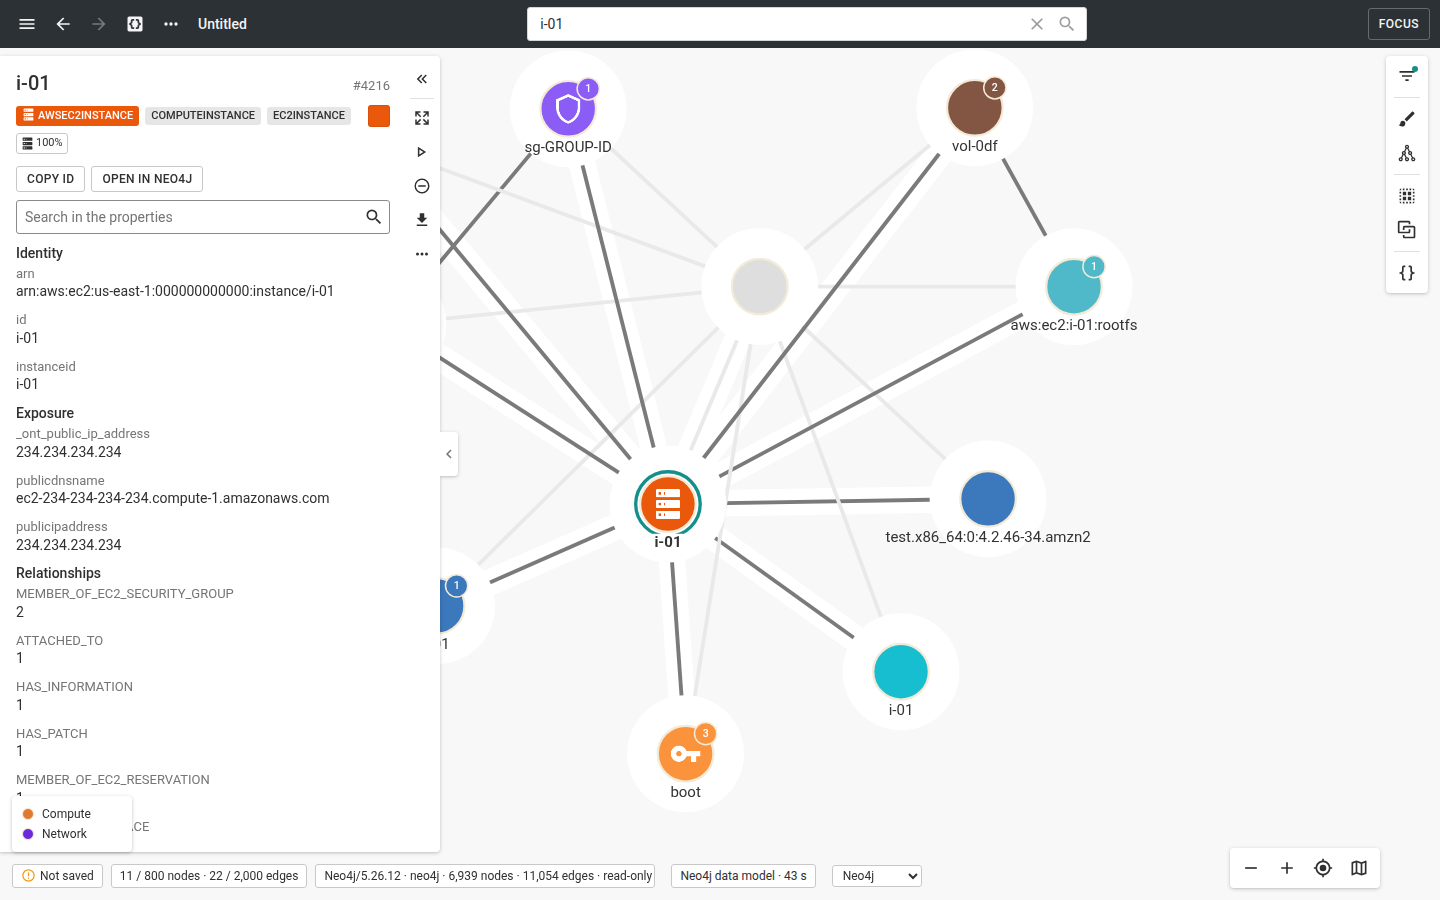 Untitled
i-01
FOCUS
i-01
#4216
AWSEC2INSTANCE
COMPUTEINSTANCE
EC2INSTANCE
100%
COPY ID
OPEN IN NEO4J
Search in the properties
Identity
arn
arn:aws:ec2:us-east-1:000000000000:instance/i-01
id
i-01
instanceid
i-01
Exposure
_ont_public_ip_address
234.234.234.234
publicdnsname
ec2-234-234-234-234.compute-1.amazonaws.com
publicipaddress
234.234.234.234
Relationships
MEMBER_OF_EC2_SECURITY_GROUP
2
ATTACHED_TO
1
HAS_INFORMATION
1
HAS_PATCH
1
MEMBER_OF_EC2_RESERVATION
Compute
Network
1
sg-GROUP-ID
2
vol-0df
1
aws:ec2:i-01:rootfs
i-01
test.x86_64:0:4.2.46-34.amzn2
1
i-01
3
boot
Not saved
11 / 800 nodes · 22 / 2,000 edges
Neo4j/5.26.12 · neo4j · 6,939 nodes · 11,054 edges · read-only
Neo4j data model · 43 s
Neo4j